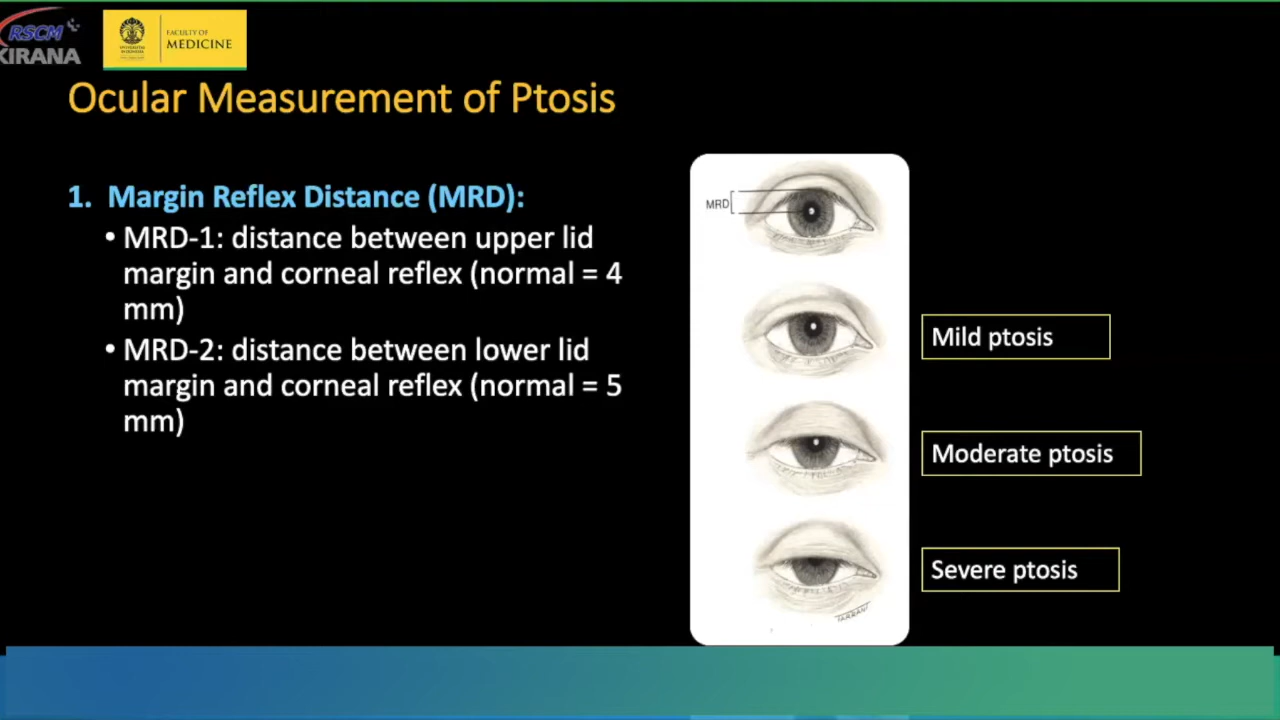 RSCM
KIRANA
FACULTY OF
MEDICINE
Ocular Measurement of Ptosis
1. Margin Reflex Distance (MRD):
• MRD-1: distance between upper lid
margin and corneal reflex (normal = 4
mm)
• MRD-2: distance between lower lid
margin and corneal reflex (normal = 5
mm)
MRD
Mild ptosis
Moderate ptosis
Severe ptosis